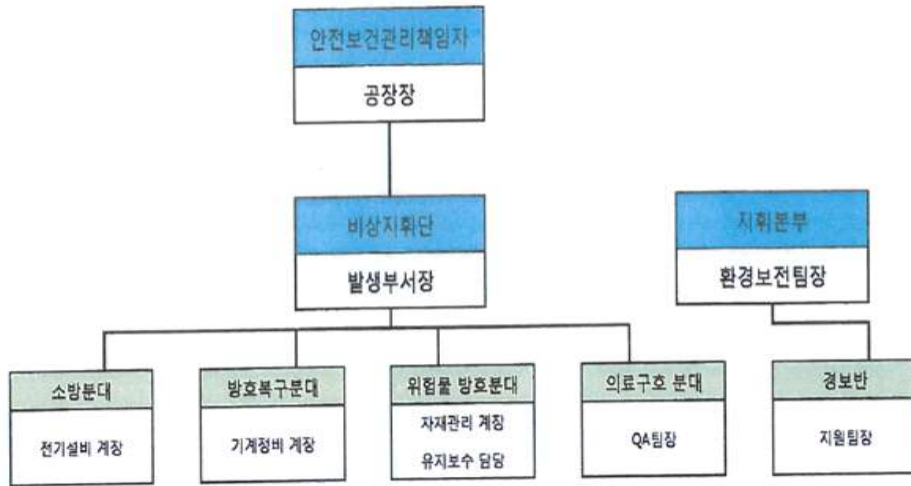 안전보건관리책임자
공장장
비상지휘단
발생부서장
지휘본부
환경보전팀장
소방분대
전기설비 계장
방호복구분대
기계정비 계장
위험물 방호분대
자재관리 계장
유지보수 담당
의료구호 분대
QA팀장
경보반
지원팀장